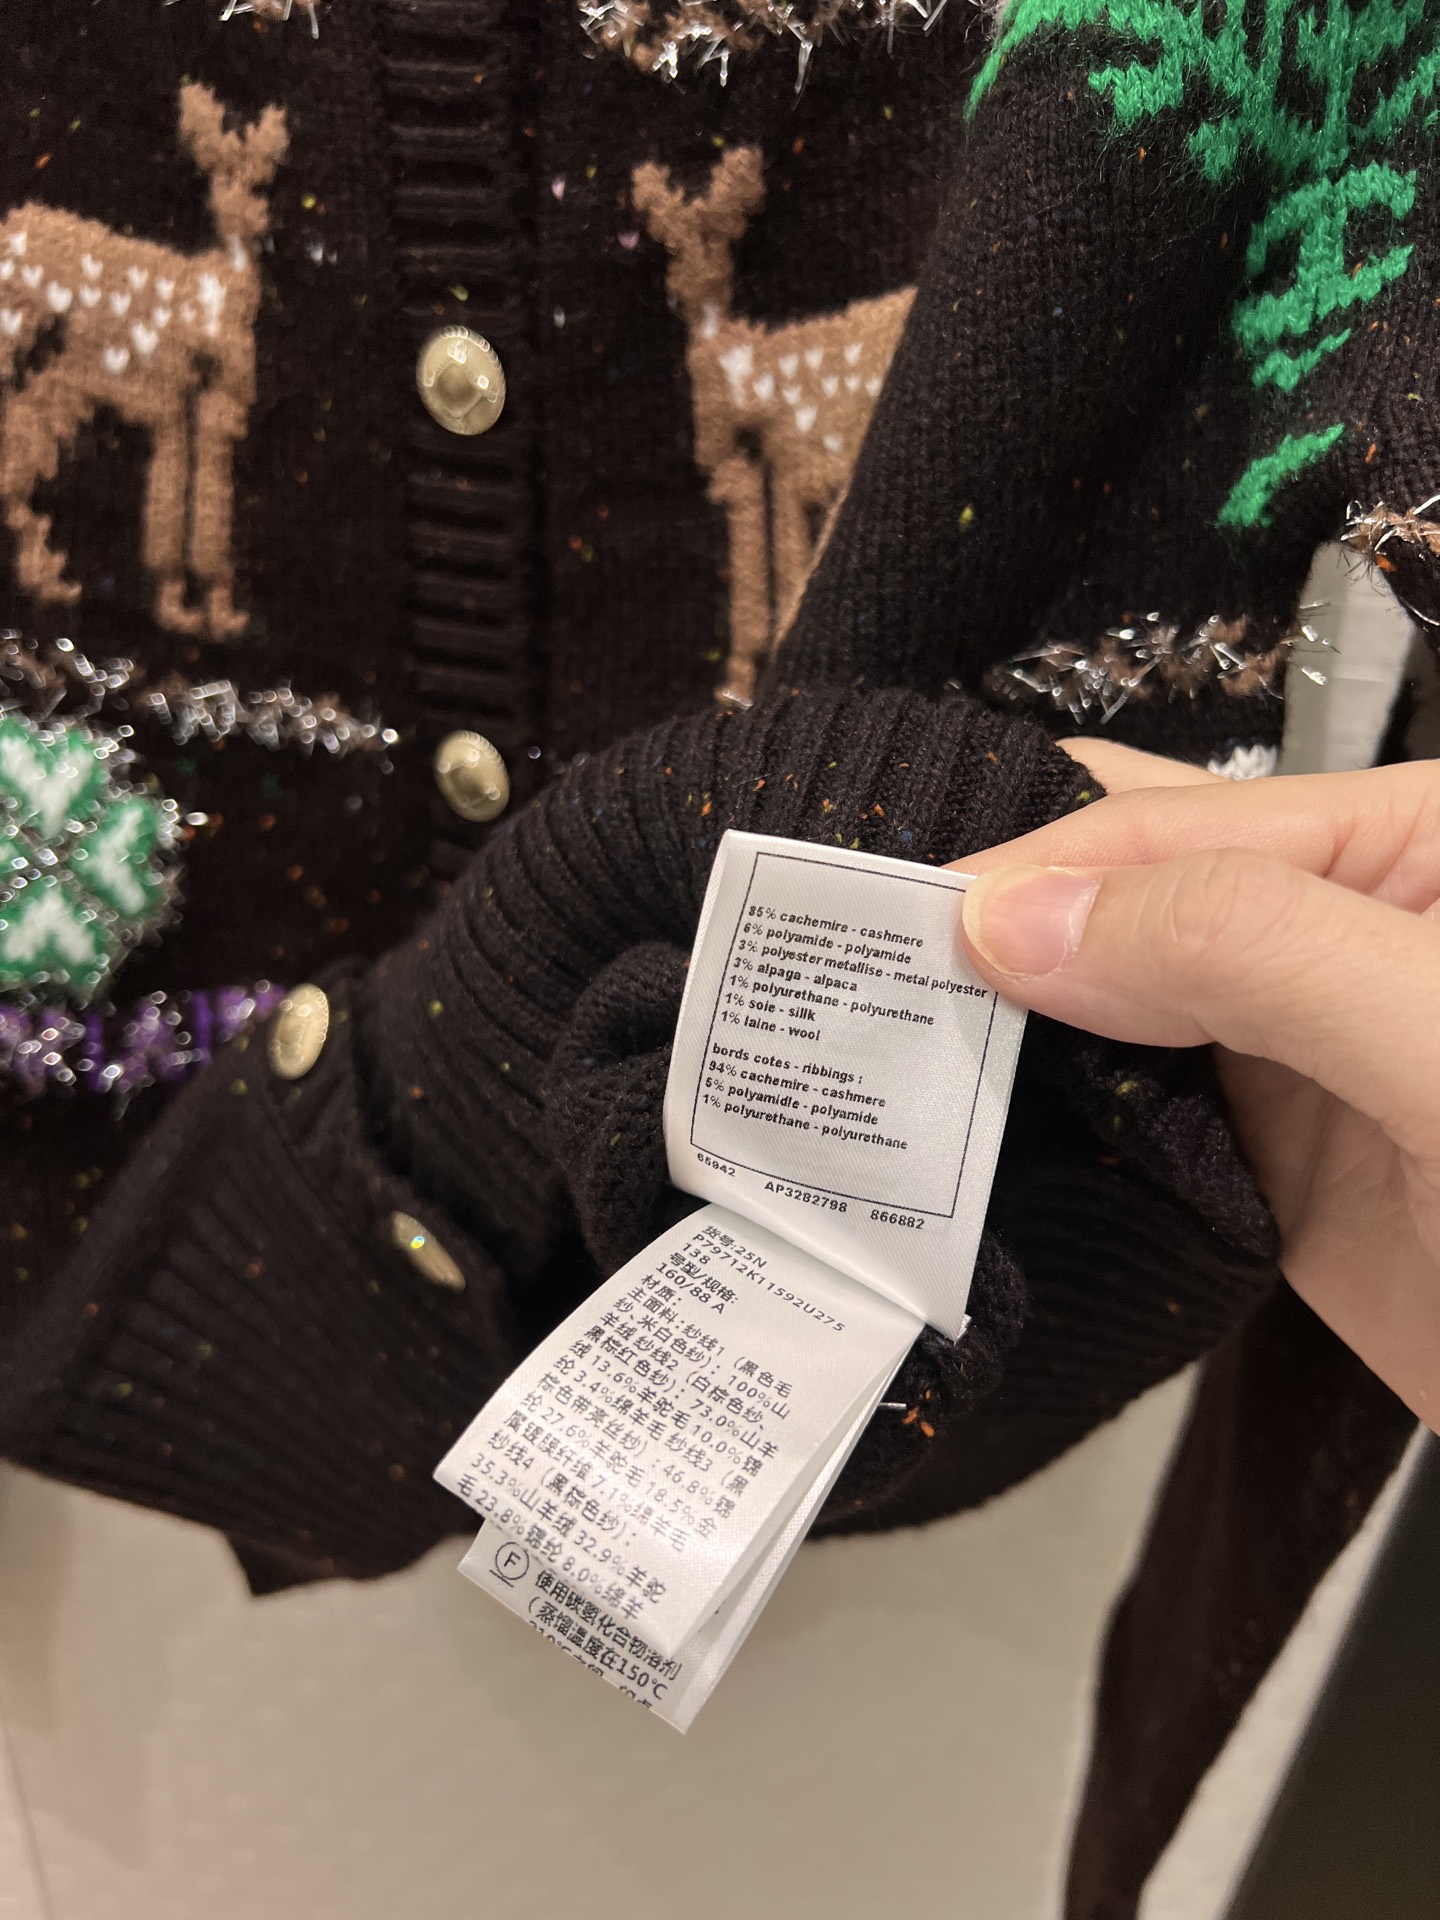 85% cachemire - cashmere
6% polyamide - polyamide
3% polyester metallise - metal polyester
3% alpaga - alpaca
1% polyurethane - polyurethane
1% soie - sillk
1% laine - wool
bords cotes - ribbings :
94% cachemire - cashmere
5% polyamidle - polyamide
1% polyurethane - polyurethane
65942 AP3282798 866882
货号:25N
P79712K11592U275
138
号型/规格:
160/88 A
材质:
主面料: 纱线1 (黑色毛
纱、米白色纱): 100%山
羊绒 纱线2 (白棕色纱、
黑棕红色纱): 73.0%山羊
绒 13.6%羊驼毛 10.0%锦
纶 3.4%绵羊毛 纱线3 (黑
棕色带亮丝纱) : 46.8%锦
纶 27.6%羊驼毛 18.5%金
属镀膜纤维 7.1%绵羊毛
纱线4 (黑棕色纱):
35.3%山羊绒 32.9%羊驼
毛 23.8%锦纶 8.0%绵羊
F 使用碳氢化合物溶剂
(蒸馏温度在150°C